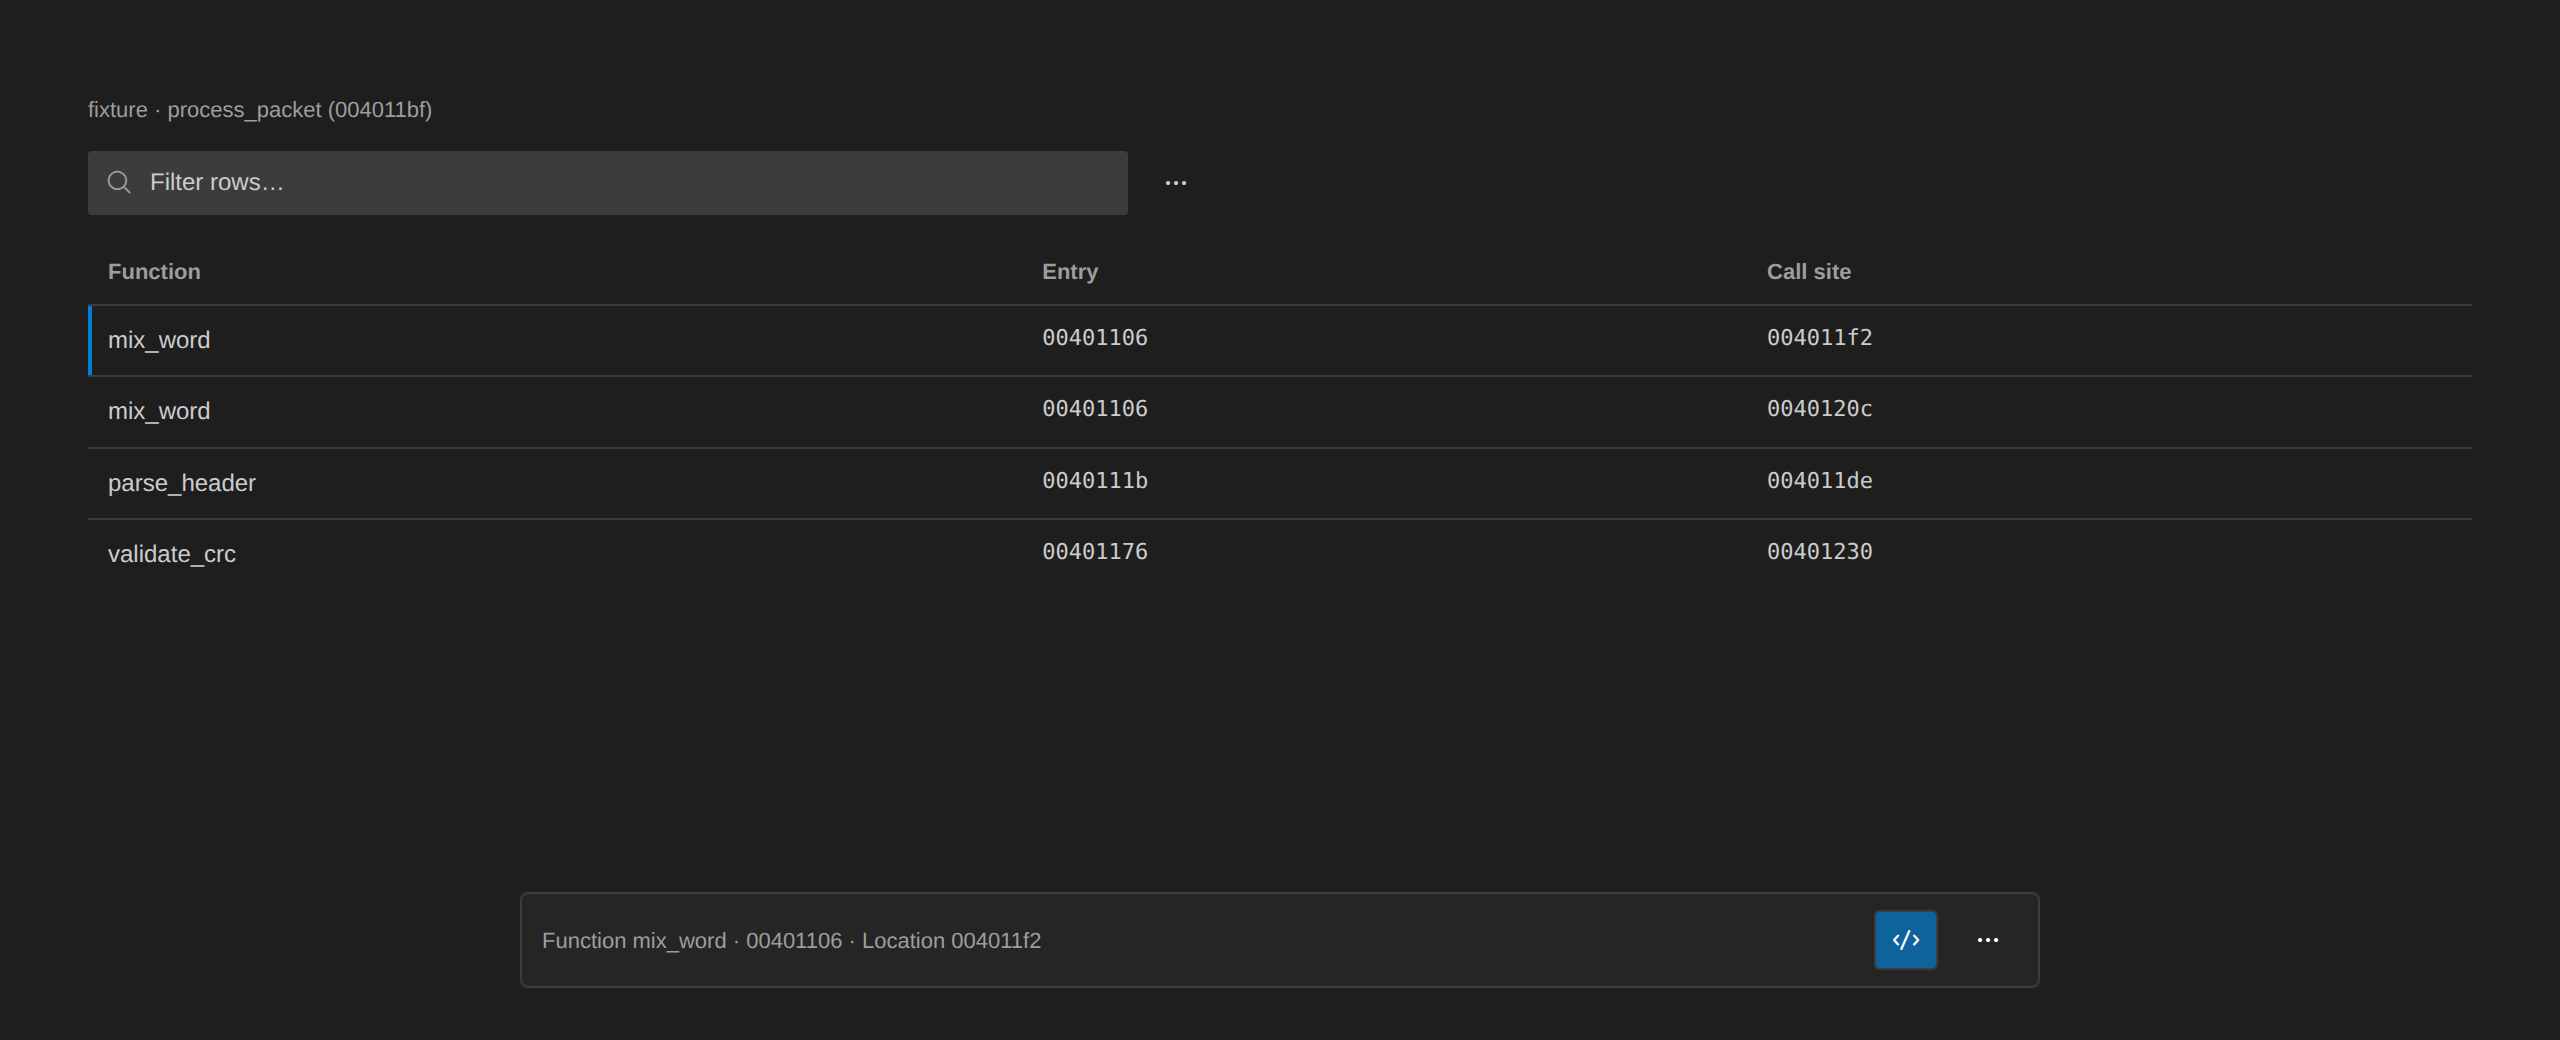 fixture · process_packet (004011bf)
Filter rows…
Function Entry Call site
mix_word 00401106 004011f2
mix_word 00401106 0040120c
parse_header 0040111b 004011de
validate_crc 00401176 00401230
Function mix_word · 00401106 · Location 004011f2